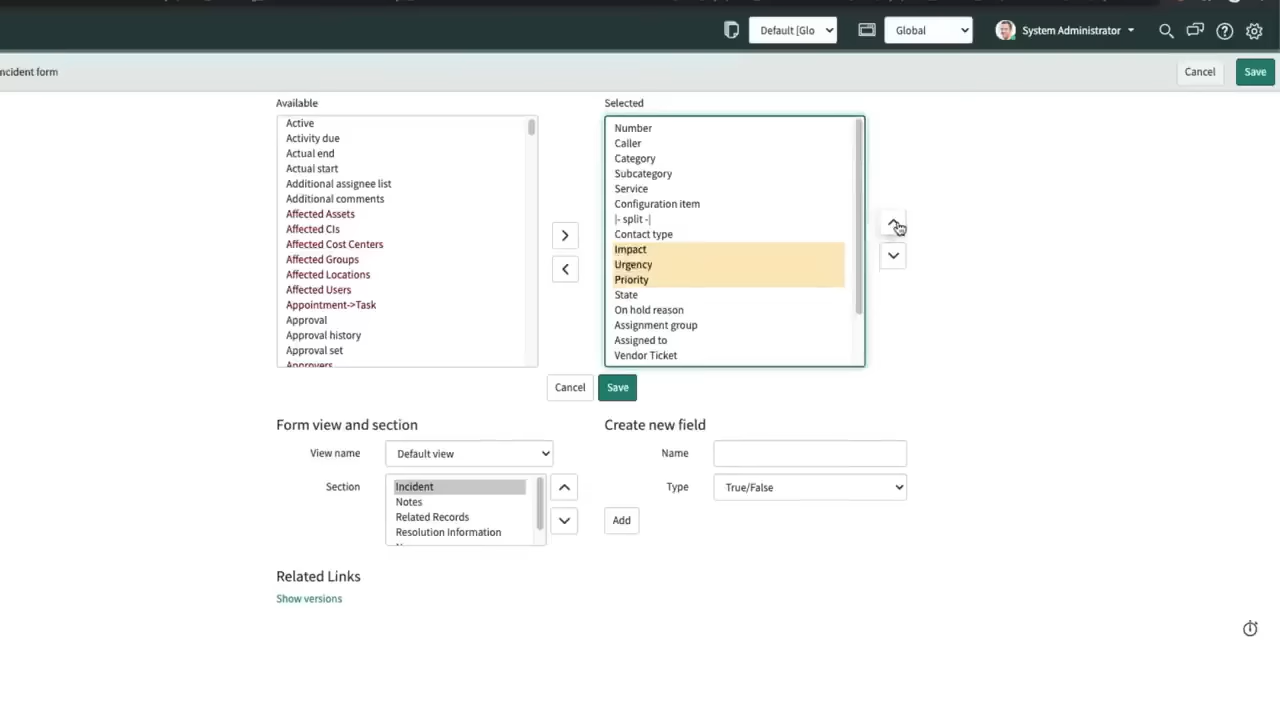 Default [Glo
Global
System Administrator
ncident form
Cancel
Save
Available
Active
Activity due
Actual end
Actual start
Additional assignee list
Additional comments
Affected Assets
Affected CIs
Affected Cost Centers
Affected Groups
Affected Locations
Affected Users
Appointment->Task
Approval
Approval history
Approval set
Approvers
Selected
Number
Caller
Category
Subcategory
Service
Configuration item
|- split -|
Contact type
Impact
Urgency
Priority
State
On hold reason
Assignment group
Assigned to
Vendor Ticket
Cancel
Save
Form view and section
View name
Default view
Section
Incident
Notes
Related Records
Resolution Information
Create new field
Name
Type
True/False
Add
Related Links
Show versions